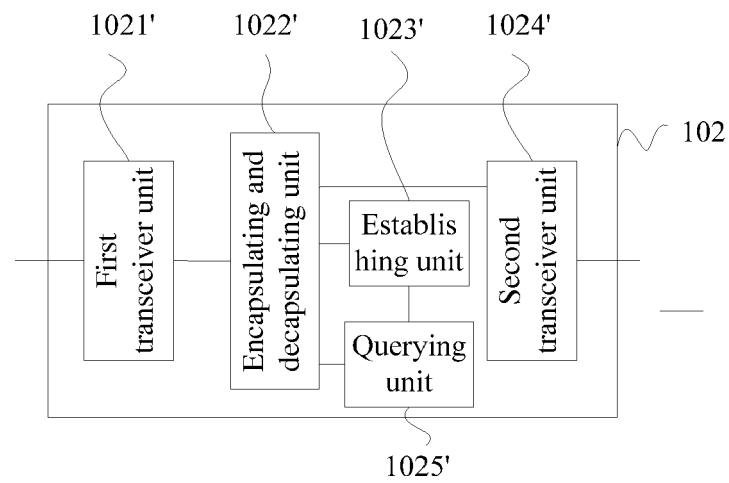 1021'
1022'
1023'
1024'
102
First
transceiver unit
Encapsulating and
decapsulating unit
Establis
hing unit
Querying
unit
Second
transceiver unit
1025'